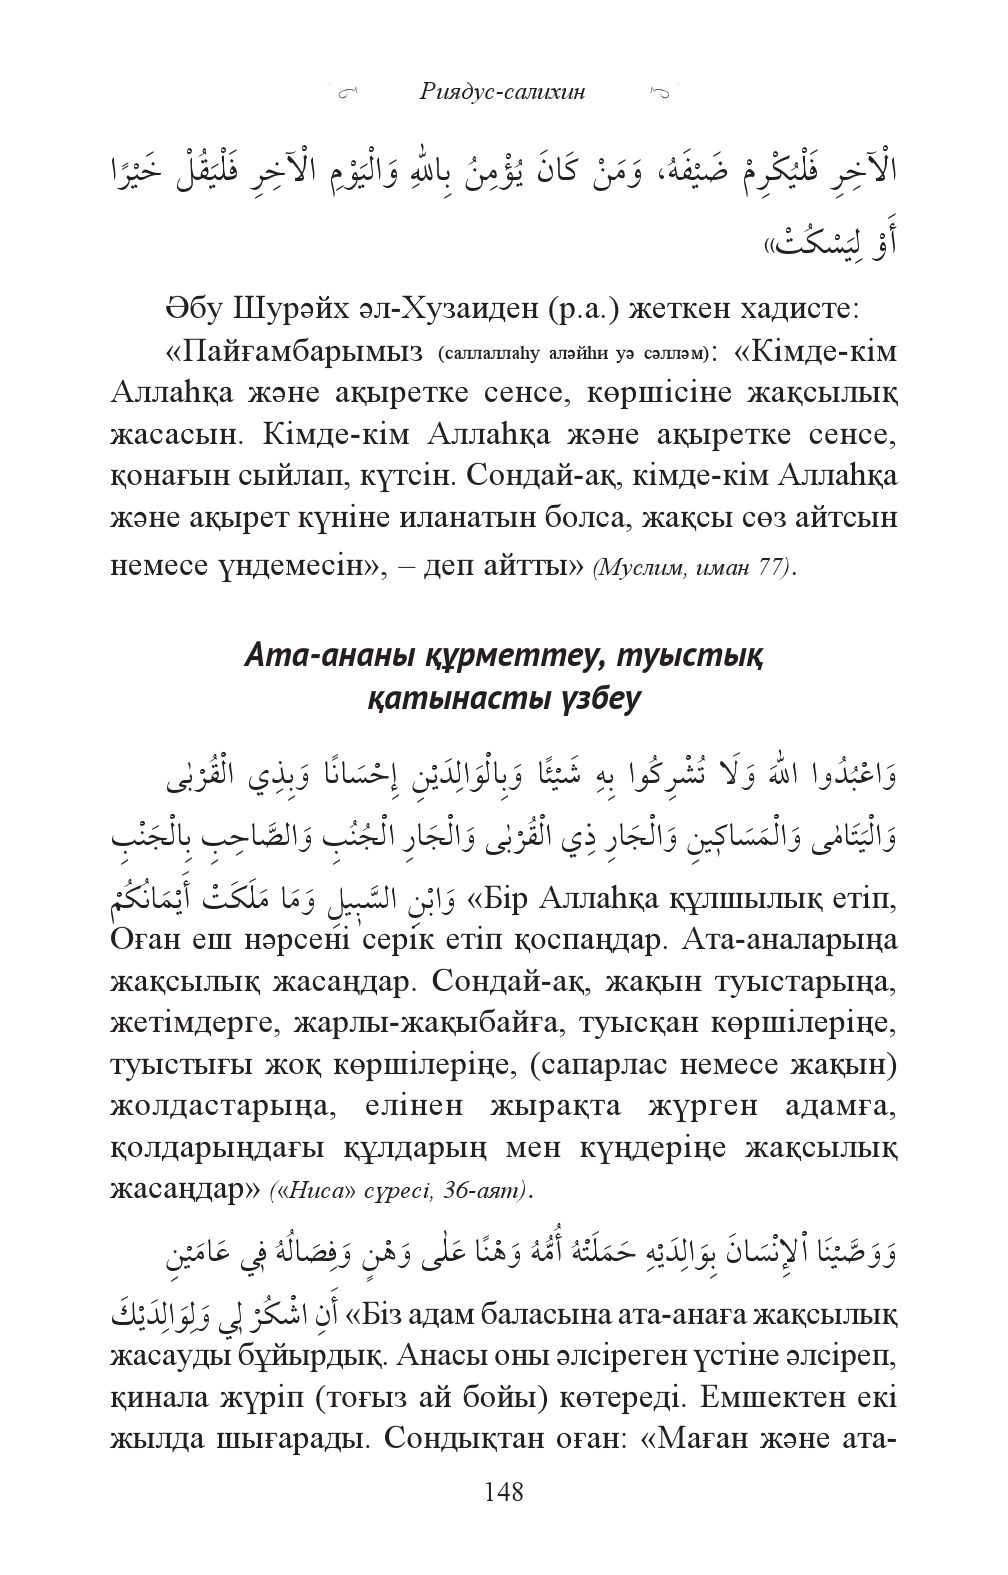 Риядус-салихин
الْآخِرِ فَلْيُكْرِمْ ضَيْفَهُ، وَمَنْ كَانَ يُؤْمِنُ بِاللهِ وَالْيَوْمِ الْآخِرِ فَلْيَقُلْ خَيْرًا
أَوْ لِيَسْكُتْ»
Әбу Шурәйх әл-Хузаиден (р.а.) жеткен хадисте:
«Пайғамбарымыз (саллаллаһу аләйһи уә сәлләм): «Кімде-кім
Аллаһқа және ақыретке сенсе, көршісіне жақсылық
жасасын. Кімде-кім Аллаһқа және ақыретке сенсе,
қонағын сыйлап, күтсін. Сондай-ақ, кімде-кім Аллаһқа
және ақырет күніне иланатын болса, жақсы сөз айтсын
немесе үндемесін», – деп айтты» (Муслим, иман 77).
Ата-ананы құрметтеу, туыстық
қатынасты үзбеу
وَاعْبُدُوا اللهَ وَلَا تُشْرِكُوا بِهِ شَيْئًا وَبِالْوَالِدَيْنِ إِحْسَانًا وَبِذِي الْقُرْبٰى
وَالْيَتَامٰى وَالْمَسَاكِينِ وَالْجَارِ ذِي الْقُرْبٰى وَالْجَارِ الْجُنُبِ وَالصَّاحِبِ بِالْجَنْبِ
وَابْنِ السَّبِيلِ وَمَا مَلَكَتْ أَيْمَانُكُمْ «Бір Аллаһқа құлшылық етіп,
Оған еш нәрсені серік етіп қоспаңдар. Ата-аналарыңа
жақсылық жасаңдар. Сондай-ақ, жақын туыстарыңа,
жетімдерге, жарлы-жақыбайға, туысқан көршілеріңе,
туыстығы жоқ көршілеріңе, (сапарлас немесе жақын)
жолдастарыңа, елінен жырақта жүрген адамға,
қолдарыңдағы құлдарың мен күңдеріңе жақсылық
жасаңдар» («Ниса» сүресі, 36-аят).
وَوَصَّيْنَا ٱلإِنْسَانَ بِوَالِدَيْهِ حَمَلَتْهُ أُمُّهُ وَهْنًا عَلٰى وَهْنٍ وَفِصَالُهُ فِي عَامَيْنِ
أَنِ اشْكُرْ لِي وَلِوَالِدَيْكَ «Біз адам баласына ата-анаға жақсылық
жасауды бұйырдық. Анасы оны әлсіреген үстіне әлсіреп,
қинала жүріп (тоғыз ай бойы) көтереді. Емшектен екі
жылда шығарады. Сондықтан оған: «Маған және ата-
148